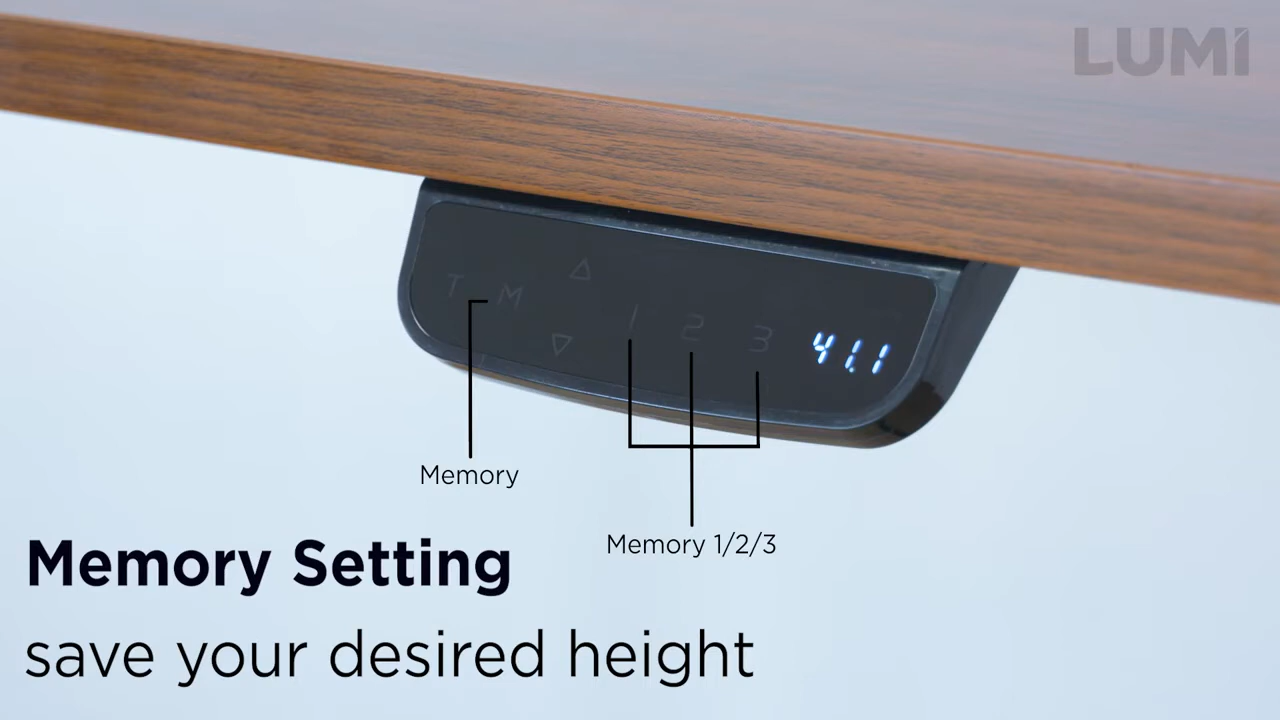 LUMI
T M
1 2 3
41.1
Memory
Memory 1/2/3
Memory Setting
save your desired height